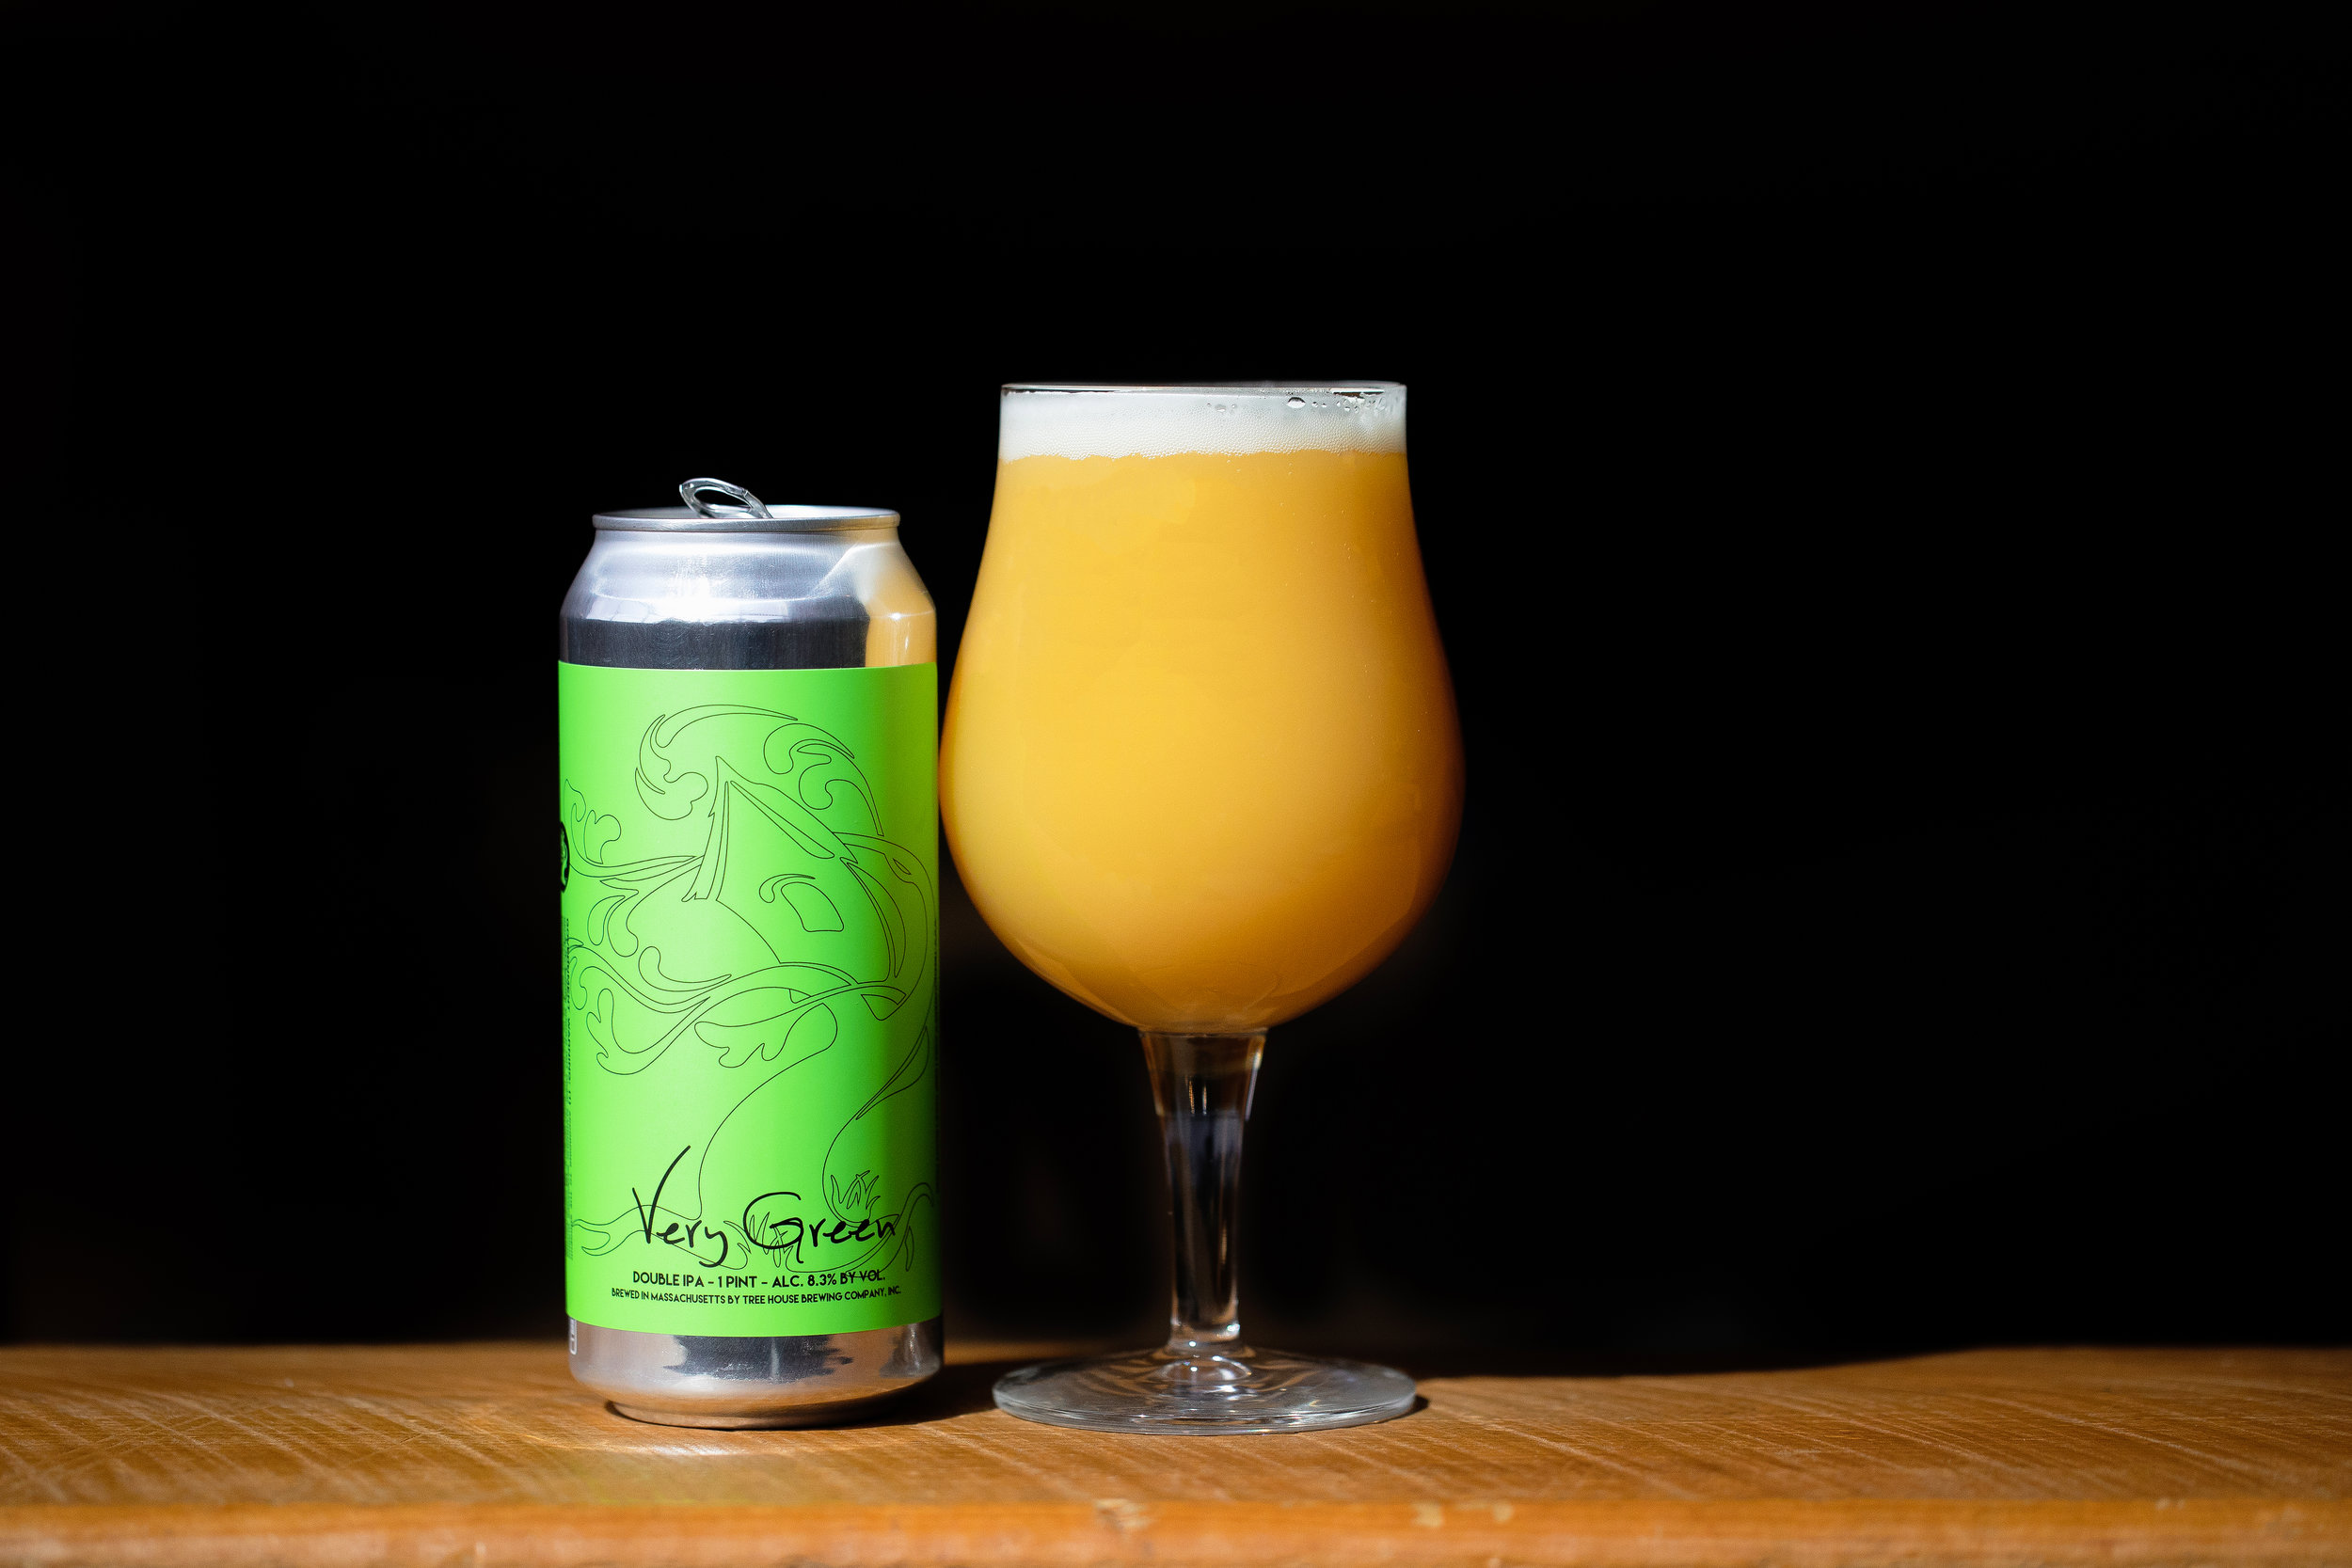 Very Green
DOUBLE IPA – 1 PINT – ALC. 8.3% BY VOL.
BREWED IN MASSACHUSETTS BY TREE HOUSE BREWING COMPANY, INC.